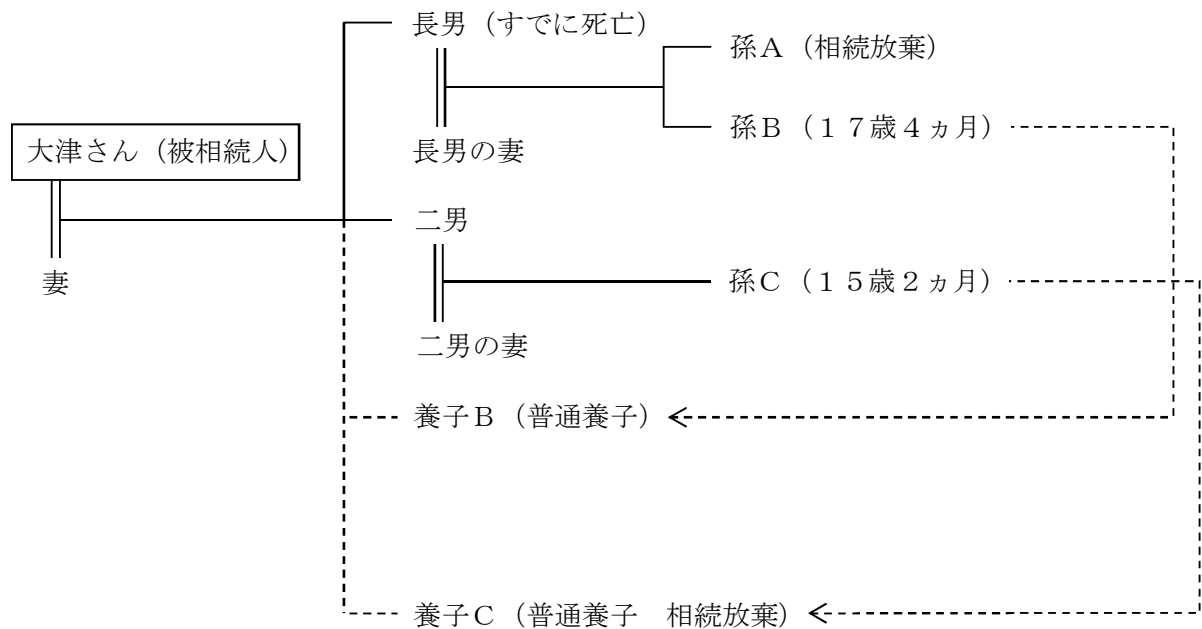 長男（すでに死亡）
孫Ａ（相続放棄）
孫Ｂ（１７歳４ヵ月）
大津さん（被相続人）
長男の妻
二男
妻
孫Ｃ（１５歳２ヵ月）
二男の妻
養子Ｂ（普通養子）
養子Ｃ（普通養子　相続放棄）